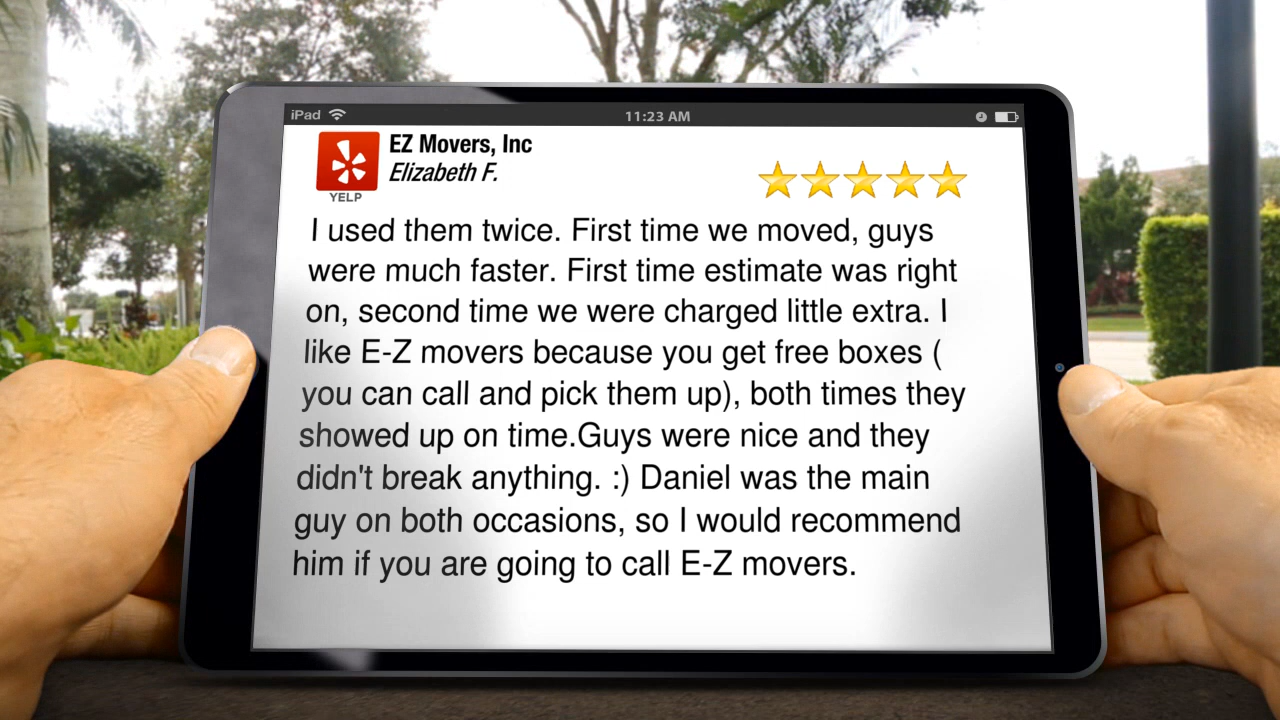 iPad
11:23 AM
EZ Movers, Inc
Elizabeth F.
YELP
I used them twice. First time we moved, guys
were much faster. First time estimate was right
on, second time we were charged little extra. I
like E-Z movers because you get free boxes (
you can call and pick them up), both times they
showed up on time.Guys were nice and they
didn't break anything. :) Daniel was the main
guy on both occasions, so I would recommend
him if you are going to call E-Z movers.